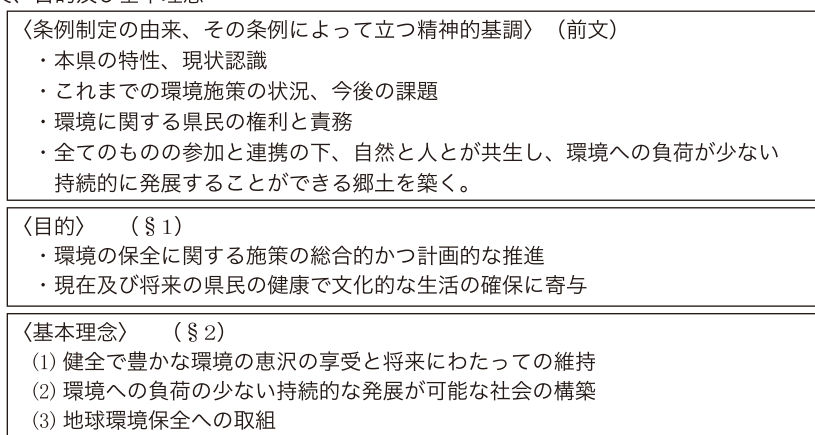 目的及び基本理念
〈条例制定の由来、その条例によって立つ精神的基調〉（前文）
・本県の特性、現状認識
・これまでの環境施策の状況、今後の課題
・環境に関する県民の権利と責務
・全てのものの参加と連携の下、自然と人とが共生し、環境への負荷が少ない
持続的に発展することができる郷土を築く。
〈目的〉　（§1）
・環境の保全に関する施策の総合的かつ計画的な推進
・現在及び将来の県民の健康で文化的な生活の確保に寄与
〈基本理念〉　（§2）
(1) 健全で豊かな環境の恵沢の享受と将来にわたっての維持
(2) 環境への負荷の少ない持続的な発展が可能な社会の構築
(3) 地球環境保全への取組